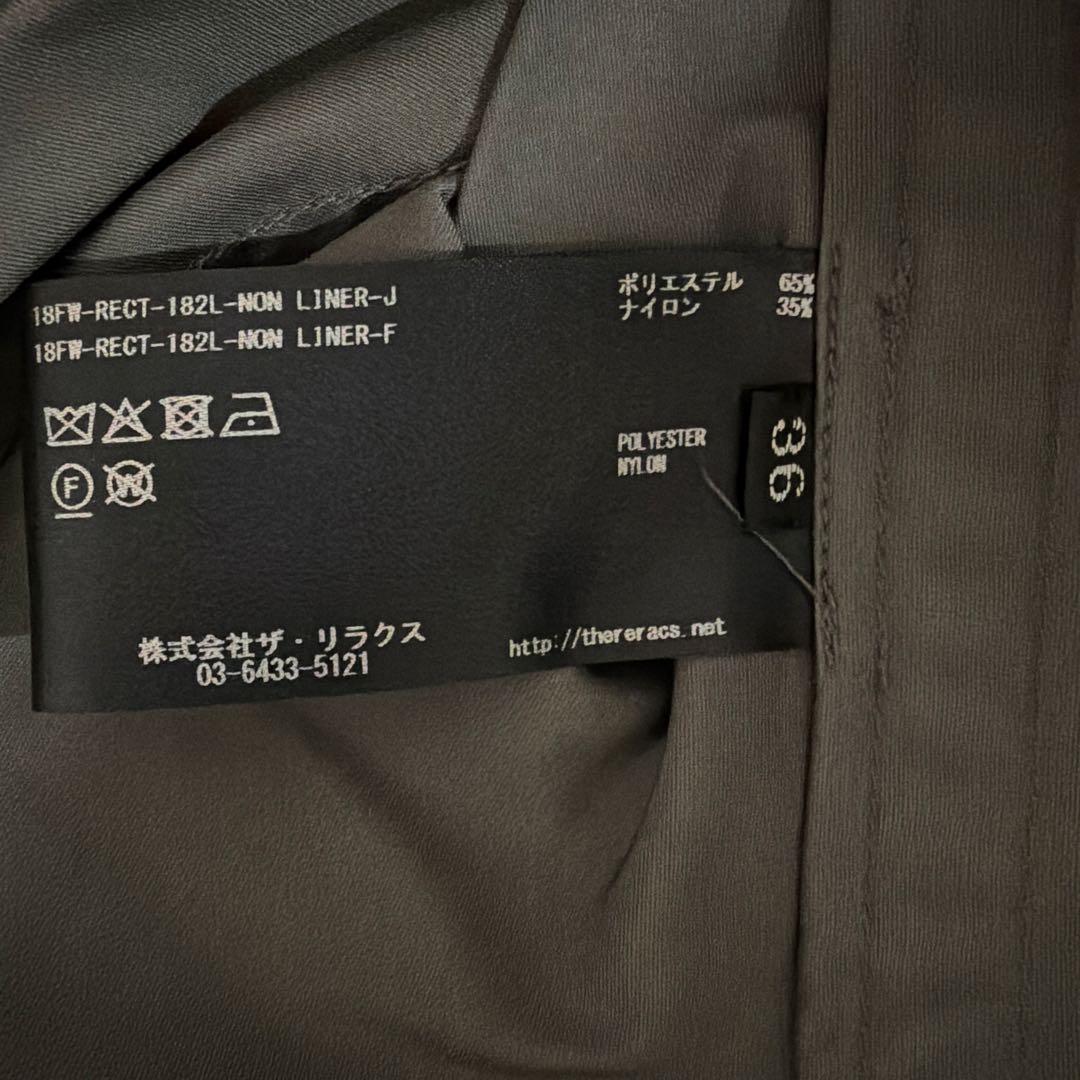 18FW-RECT-182L-NON LINER-J
18FW-RECT-182L-NON LINER-F
ポリエステル 65%
ナイロン 35%
POLYESTER
NYLON
36
F
W
株式会社ザ・リラクス
03-6433-5121
http://thereracs.net